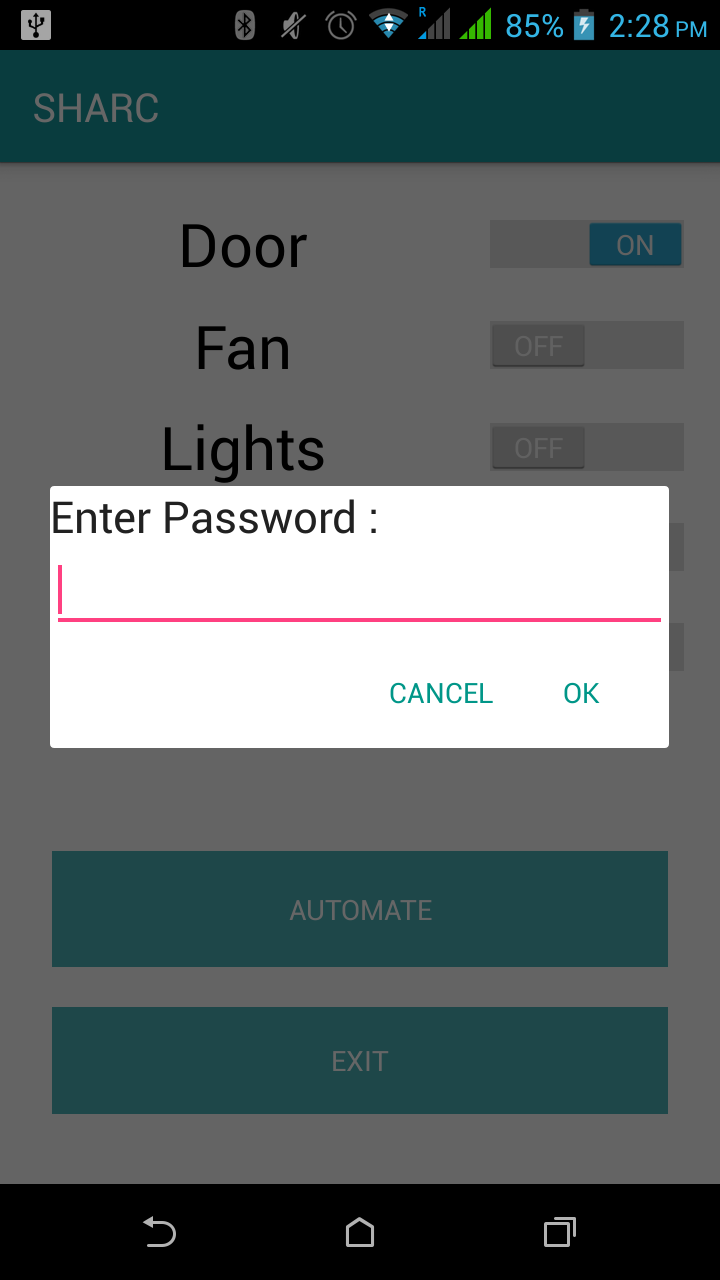 R 85% 2:28 PM
SHARC
Door ON
Fan OFF
Lights OFF
Enter Password :
CANCEL OK
AUTOMATE
EXIT